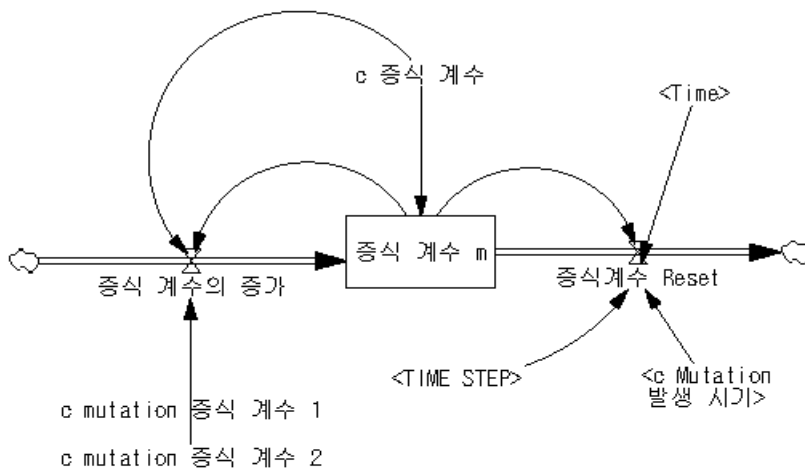 c 증식 계수
<Time>
증식 계수 m
증식 계수의 증가
증식계수 Reset
<TIME STEP>
<c Mutation
발생 시기>
c mutation 증식 계수 1
c mutation 증식 계수 2